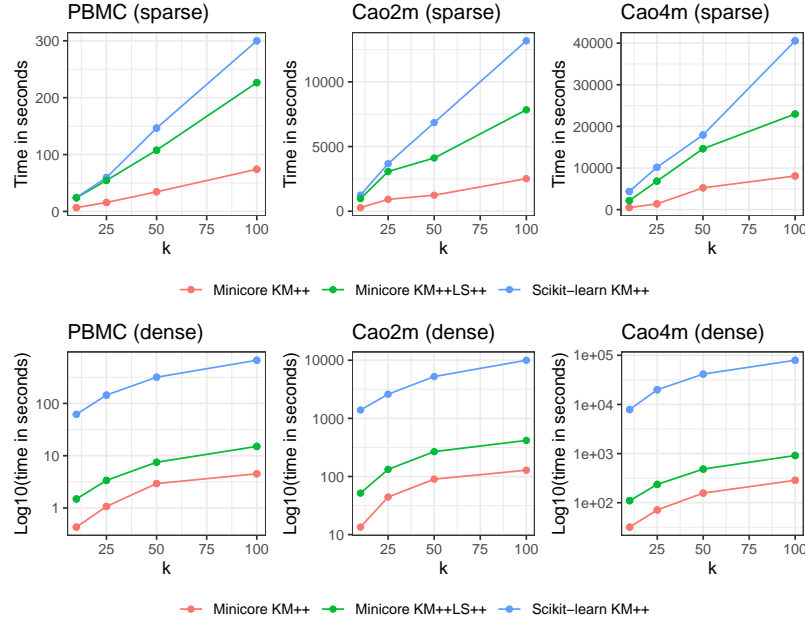 PBMC (sparse)
Cao2m (sparse)
Cao4m (sparse)
Time in seconds
300
200
100
0
25
50
75
100
k
Time in seconds
10000
5000
0
25
50
75
100
k
Time in seconds
40000
30000
20000
10000
0
25
50
75
100
k
Minicore KM++ Minicore KM++LS++ Scikit−learn KM++
PBMC (dense)
Cao2m (dense)
Cao4m (dense)
Log10(time in seconds)
100
10
1
25
50
75
100
k
Log10(time in seconds)
10000
1000
100
10
25
50
75
100
k
Log10(time in seconds)
1e+05
1e+04
1e+03
1e+02
25
50
75
100
k
Minicore KM++ Minicore KM++LS++ Scikit−learn KM++